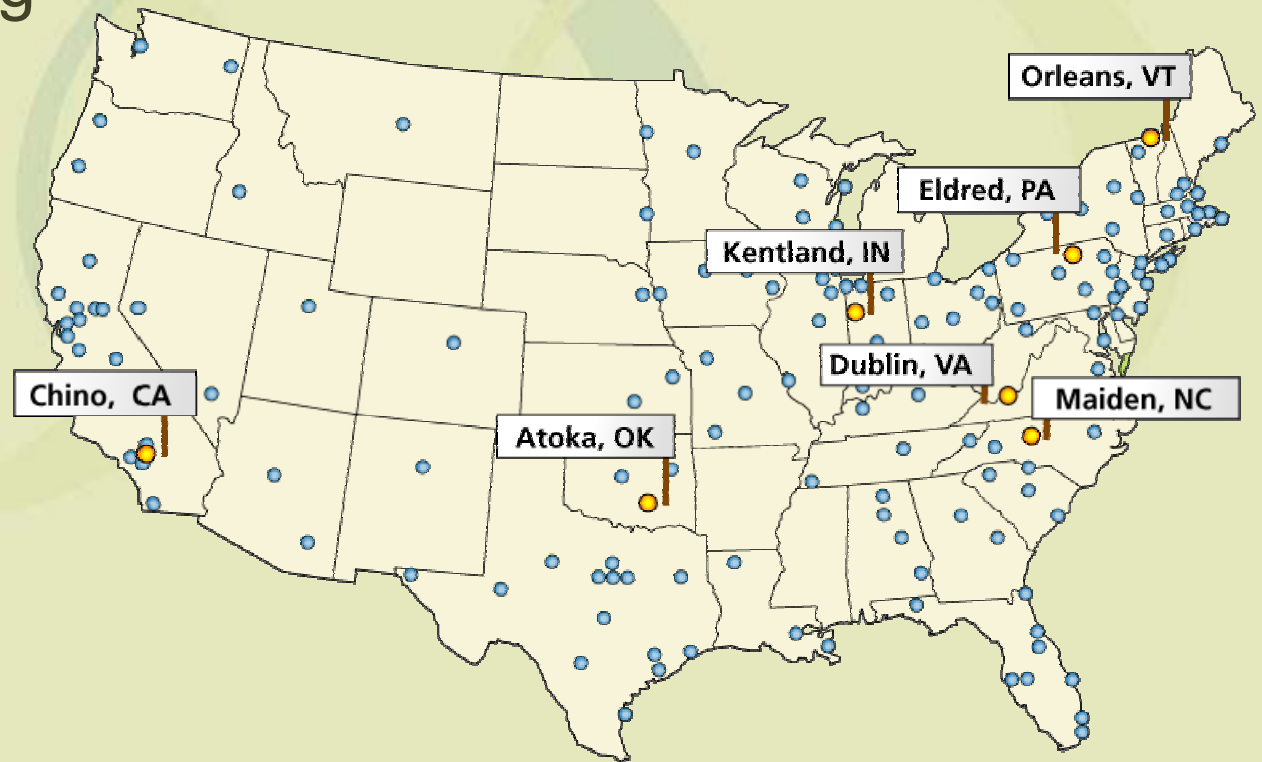 g
Orleans, VT
Eldred, PA
Kentland, IN
Dublin, VA
Chino, CA
Maiden, NC
Atoka, OK